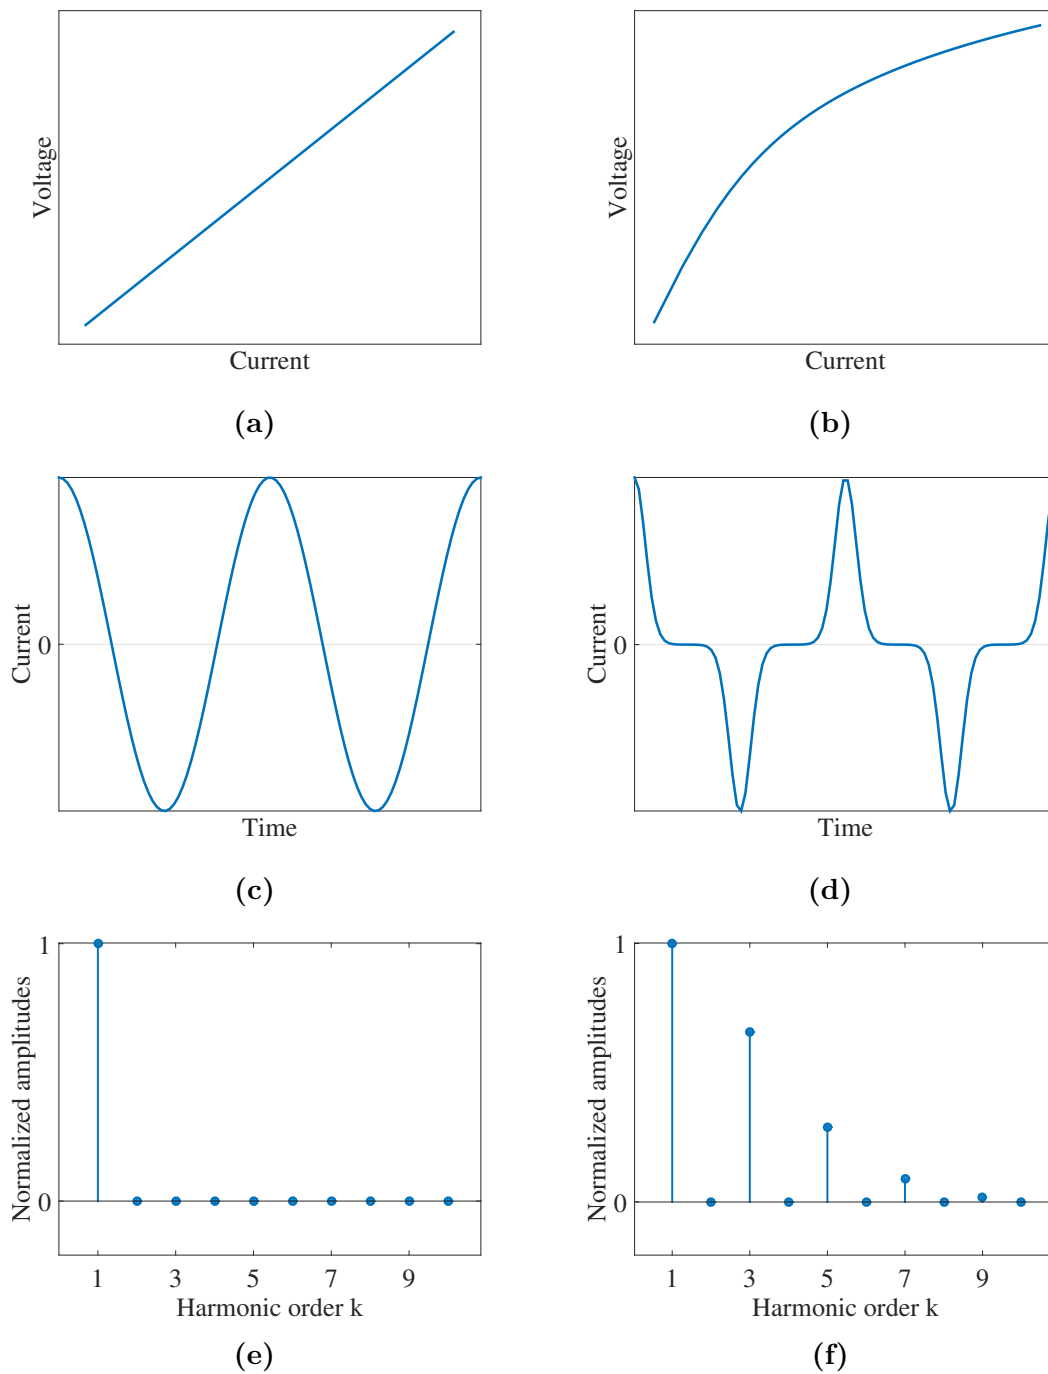 Voltage
Current
(a)
Voltage
Current
(b)
Current
0
Time
(c)
Current
0
Time
(d)
Normalized amplitudes
1
0
1 3 5 7 9
Harmonic order k
(e)
Normalized amplitudes
1
0
1 3 5 7 9
Harmonic order k
(f)